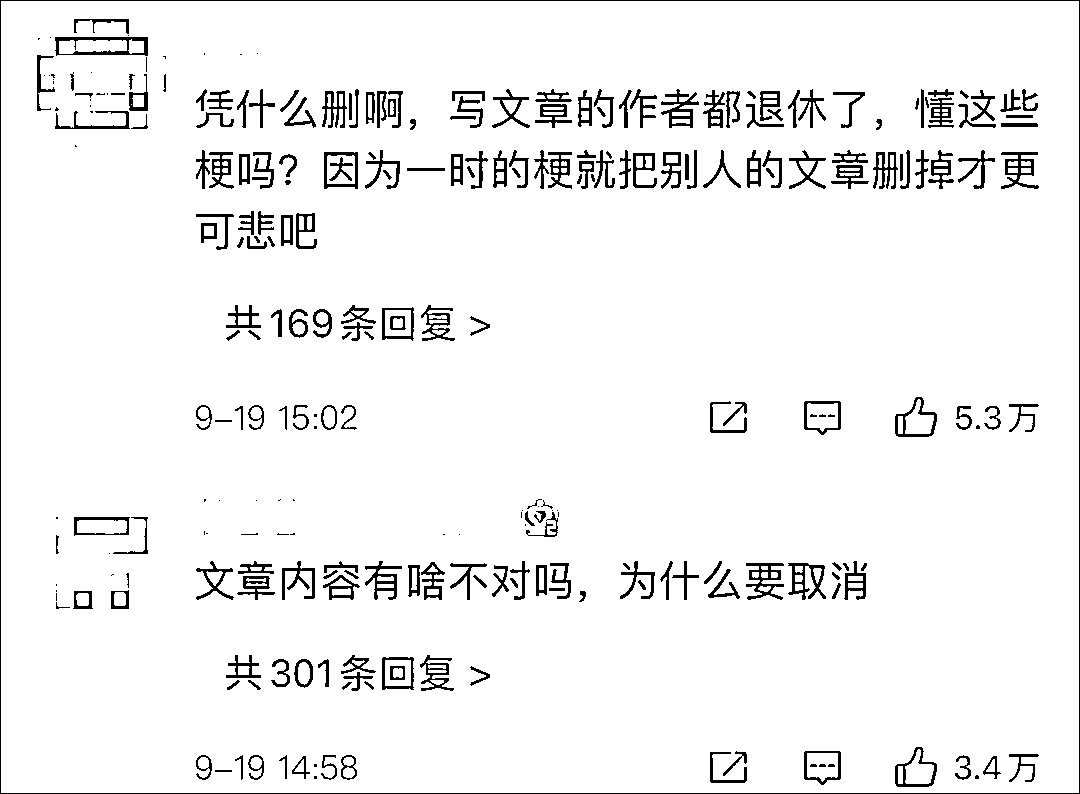 凭什么删啊，写文章的作者都退休了，懂这些
梗吗？因为一时的梗就把别人的文章删掉才更
可悲吧
共169条回复 >
9-19 15:02 5.3万
文章内容有啥不对吗，为什么要取消
共301条回复 >
9-19 14:58 3.4万